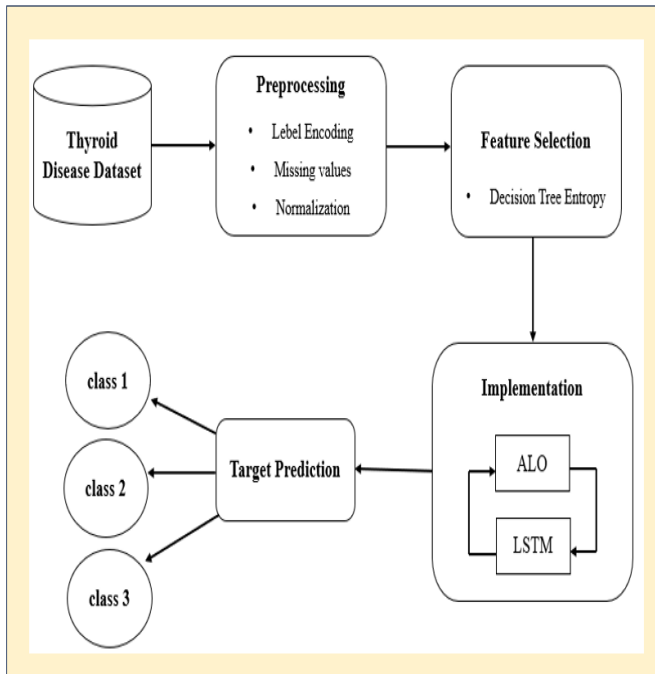 Thyroid
Disease Dataset
Preprocessing
• Lebel Encoding
• Missing values
• Normalization
Feature Selection
• Decision Tree Entropy
Implementation
ALO
LSTM
Target Prediction
class 1
class 2
class 3